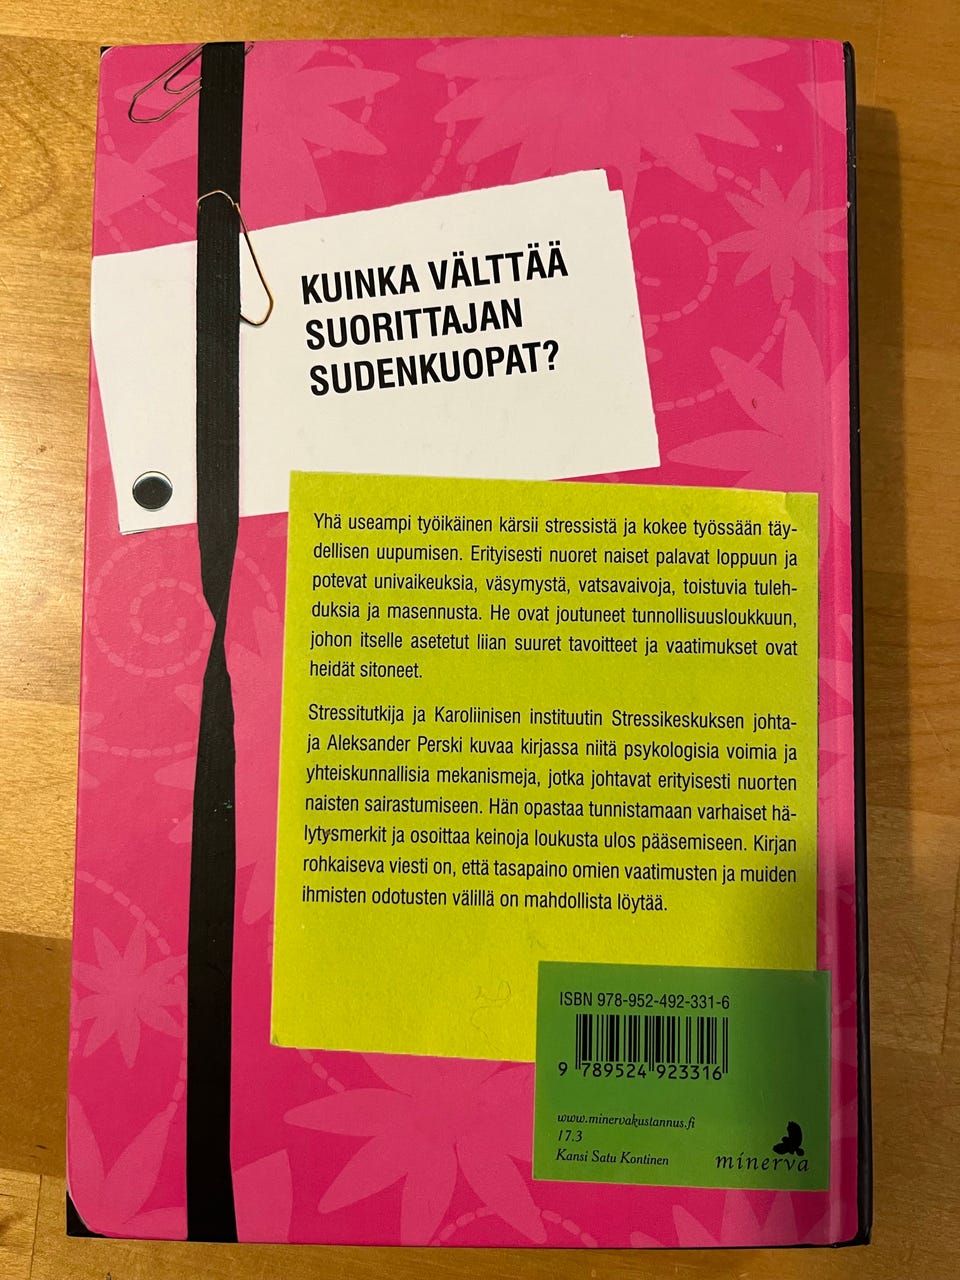 KUINKA VÄLTTÄÄ
SUORITTAJAN
SUDENKUOPAT?
Yhä useampi työikäinen kärsii stressistä ja kokee työssään täy-
dellisen uupumisen. Erityisesti nuoret naiset palavat loppuun ja
potevat univaikeuksia, väsymystä, vatsavaivoja, toistuvia tuleh-
duksia ja masennusta. He ovat joutuneet tunnollisuusloukkuun,
johon itselle asetetut liian suuret tavoitteet ja vaatimukset ovat
heidät sitoneet.
Stressitutkija ja Karoliinisen instituutin Stressikeskuksen johta-
ja Aleksander Perski kuvaa kirjassa niitä psykologisia voimia ja
yhteiskunnallisia mekanismeja, jotka johtavat erityisesti nuorten
naisten sairastumiseen. Hän opastaa tunnistamaan varhaiset hä-
lytysmerkit ja osoittaa keinoja loukusta ulos pääsemiseen. Kirjan
rohkaiseva viesti on, että tasapaino omien vaatimusten ja muiden
ihmisten odotusten välillä on mahdollista löytää.
ISBN 978-952-492-331-6
9 789524 923316
www.minervakustannus.fi
17.3
Kansi Satu Kontinen
minerva